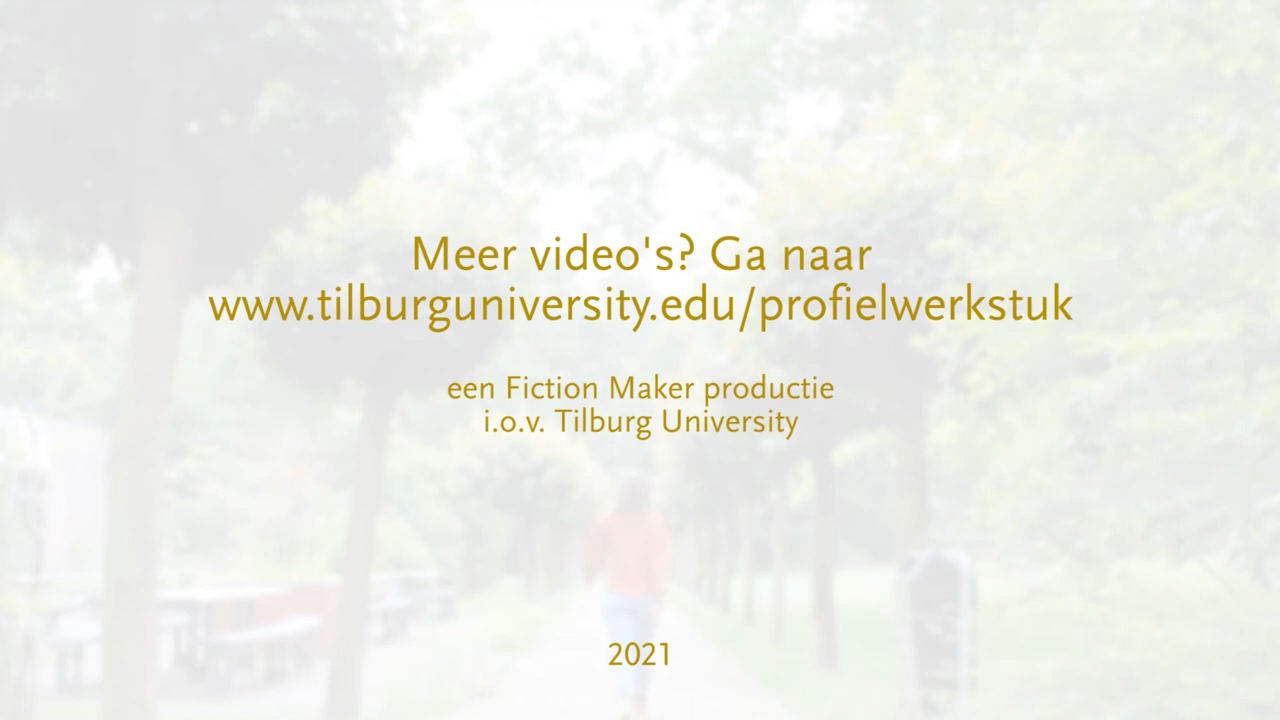 Meer video's? Ga naar
www.tilburguniversity.edu/profielwerkstuk
een Fiction Maker productie
i.o.v. Tilburg University
2021